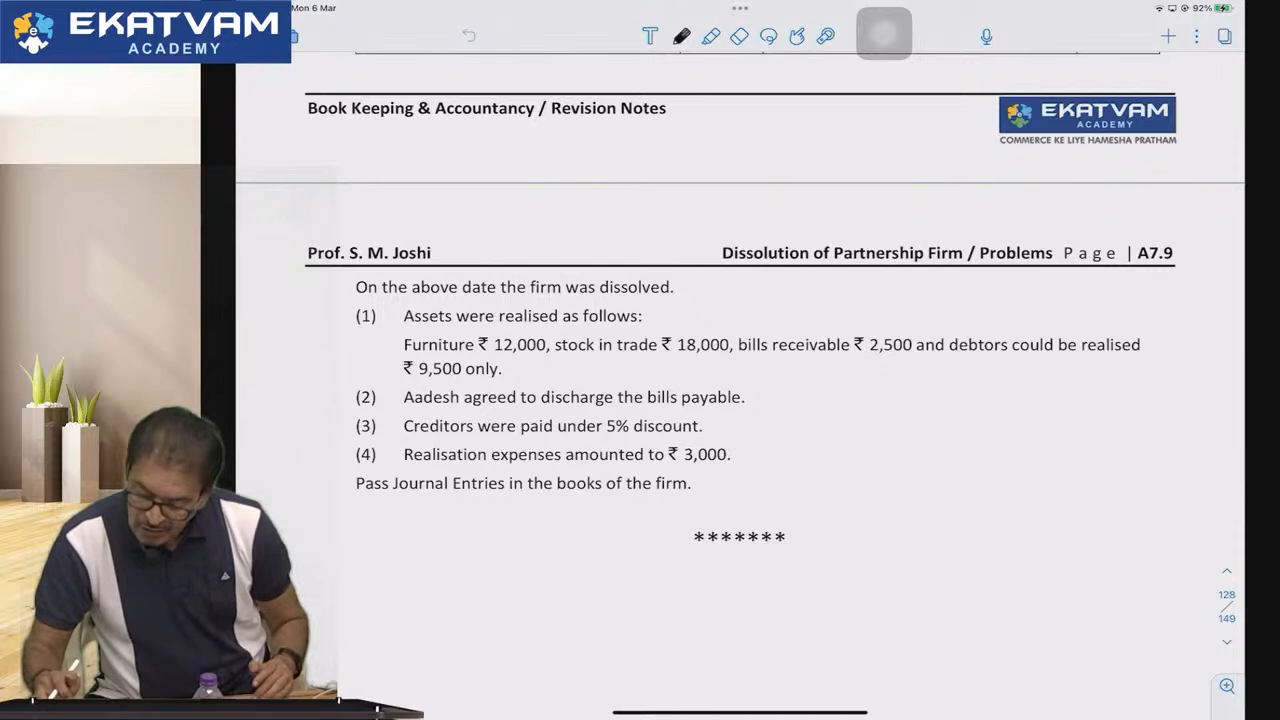 EKATVAM
ACADEMY
Mon 6 Mar
92%
Book Keeping & Accountancy / Revision Notes
EKATVAM
ACADEMY
COMMERCE KE LIYE HAMESHA PRATHAM
Prof. S. M. Joshi
Dissolution of Partnership Firm / Problems Page | A7.9
On the above date the firm was dissolved.
(1) Assets were realised as follows:
Furniture ₹ 12,000, stock in trade ₹ 18,000, bills receivable ₹ 2,500 and debtors could be realised
₹ 9,500 only.
(2) Aadesh agreed to discharge the bills payable.
(3) Creditors were paid under 5% discount.
(4) Realisation expenses amounted to ₹ 3,000.
Pass Journal Entries in the books of the firm.
*******
128
149